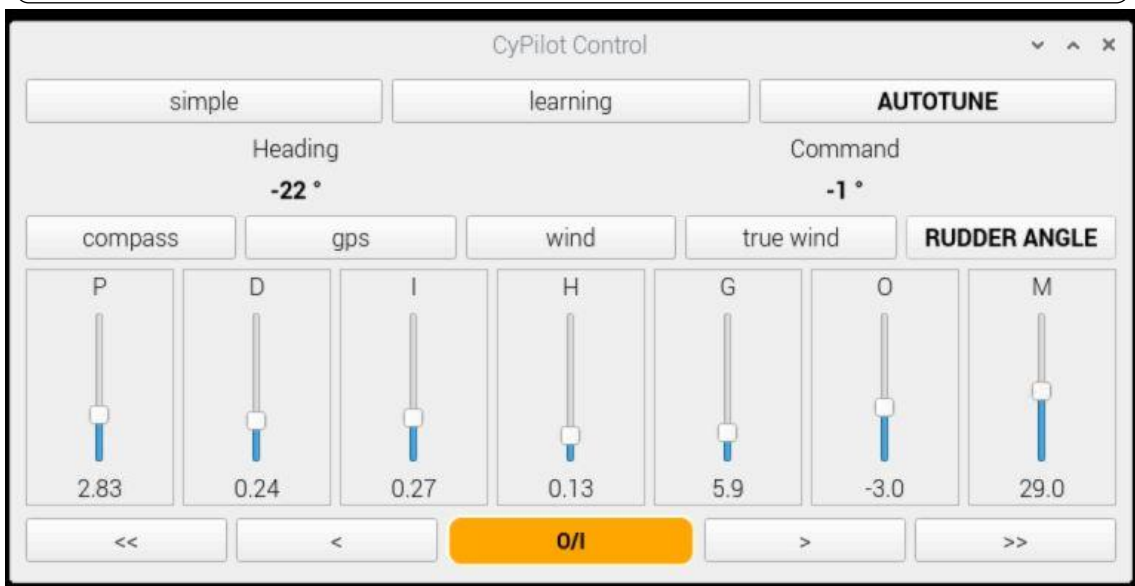 CyPilot Control
simple learning AUTOTUNE
Heading Command
-22 ° -1 °
compass gps wind true wind RUDDER ANGLE
P D I H G O M
2.83 0.24 0.27 0.13 5.9 -3.0 29.0
<< < O/I > >>